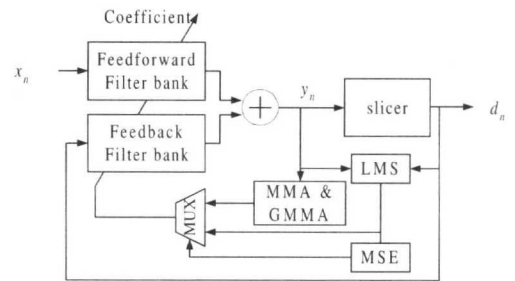 Coefficient
Feedforward
Filter bank
x_n
y_n
slicer
d_n
Feedback
Filter bank
LMS
MMA &
GMMA
MUX
MSE